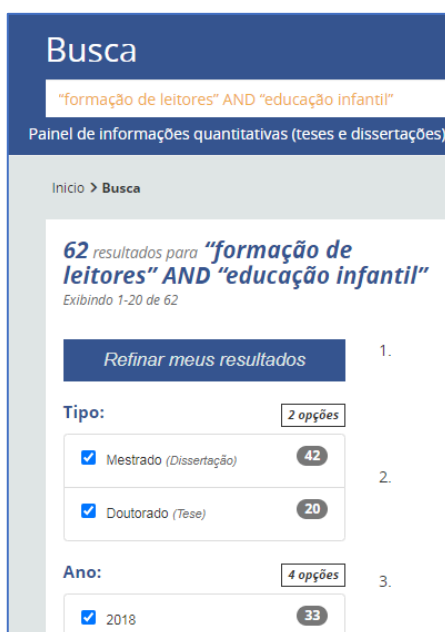 Busca
“formação de leitores” AND “educação infantil”
Painel de informações quantitativas (teses e dissertações)
Inicio > Busca
62 resultados para “formação de
leitores” AND “educação infantil”
Exibindo 1-20 de 62
Refinar meus resultados
1.
Tipo:
2 opções
Mestrado (Dissertação)
42
2.
Doutorado (Tese)
20
Ano:
4 opções
3.
2018
33